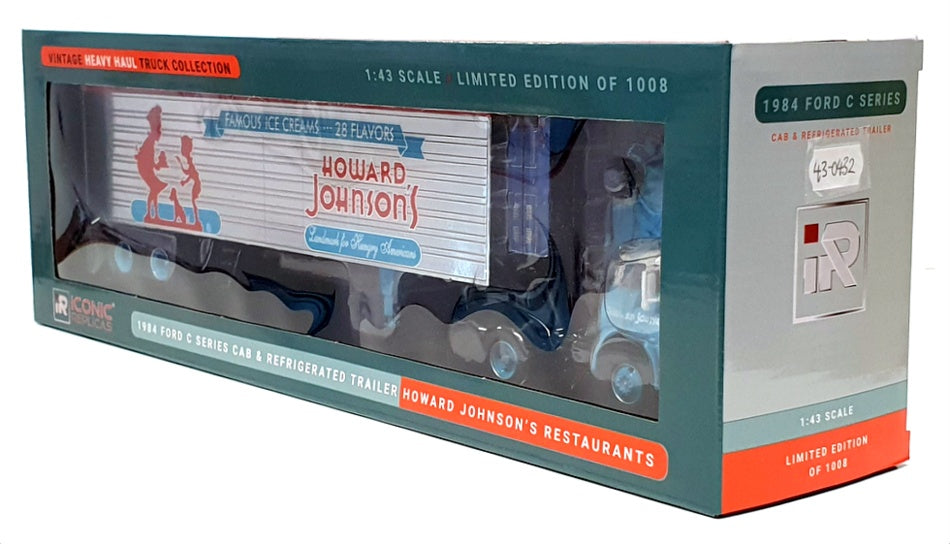 VINTAGE HEAVY HAUL TRUCK COLLECTION
1:43 SCALE LIMITED EDITION OF 1008
FAMOUS ICE CREAMS --- 28 FLAVORS
HOWARD
JOHNSON'S
Landmark for Hungry Americans
iR ICONIC
REPLICAS
1984 FORD C SERIES CAB & REFRIGERATED TRAILER HOWARD JOHNSON'S RESTAURANTS
1984 FORD C SERIES
CAB & REFRIGERATED TRAILER
43-0432
iR
1:43 SCALE
LIMITED EDITION
OF 1008